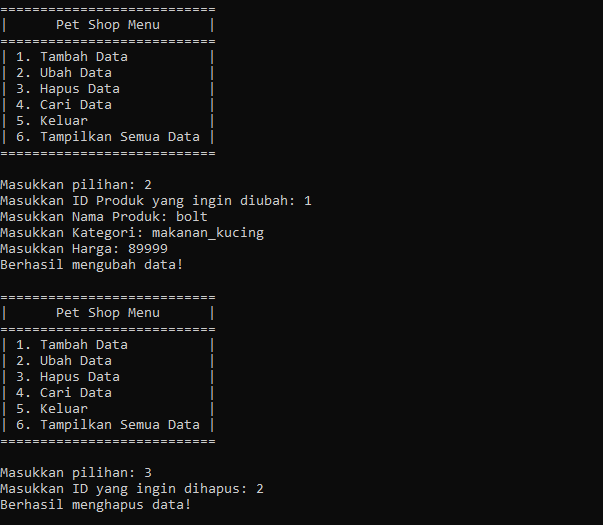 ===========================
|      Pet Shop Menu      |
===========================
| 1. Tambah Data          |
| 2. Ubah Data            |
| 3. Hapus Data           |
| 4. Cari Data            |
| 5. Keluar               |
| 6. Tampilkan Semua Data |
===========================

Masukkan pilihan: 2
Masukkan ID Produk yang ingin diubah: 1
Masukkan Nama Produk: bolt
Masukkan Kategori: makanan_kucing
Masukkan Harga: 89999
Berhasil mengubah data!

===========================
|      Pet Shop Menu      |
===========================
| 1. Tambah Data          |
| 2. Ubah Data            |
| 3. Hapus Data           |
| 4. Cari Data            |
| 5. Keluar               |
| 6. Tampilkan Semua Data |
===========================

Masukkan pilihan: 3
Masukkan ID yang ingin dihapus: 2
Berhasil menghapus data!